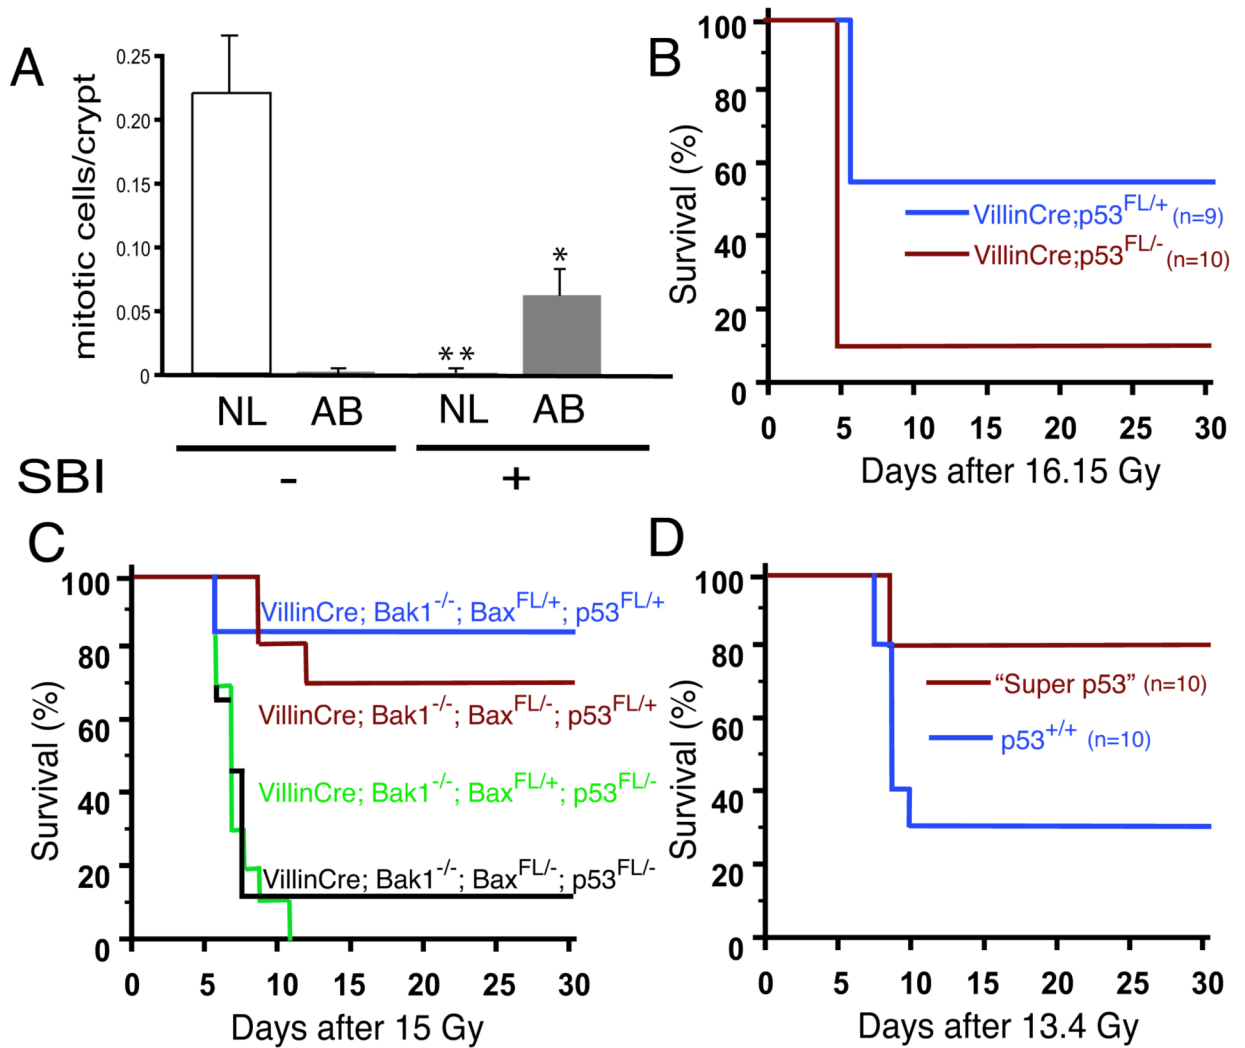 A
mitotic cells/crypt
0.25
0.20
0.15
0.10
0.05
0
**
*
NL AB NL AB
SBI - +
B
Survival (%)
100
80
60
40
20
0
VillinCre;p53FL/+ (n=9)
VillinCre;p53FL/- (n=10)
0 5 10 15 20 25 30
Days after 16.15 Gy
C
Survival (%)
100
80
60
40
20
0
VillinCre; Bak1-/-; BaxFL/+; p53FL/+
VillinCre; Bak1-/-; BaxFL/-; p53FL/+
VillinCre; Bak1-/-; BaxFL/+; p53FL/-
VillinCre; Bak1-/-; BaxFL/-; p53FL/-
0 5 10 15 20 25 30
Days after 15 Gy
D
Survival (%)
100
80
60
40
20
0
“Super p53” (n=10)
p53+/+ (n=10)
0 5 10 15 20 25 30
Days after 13.4 Gy